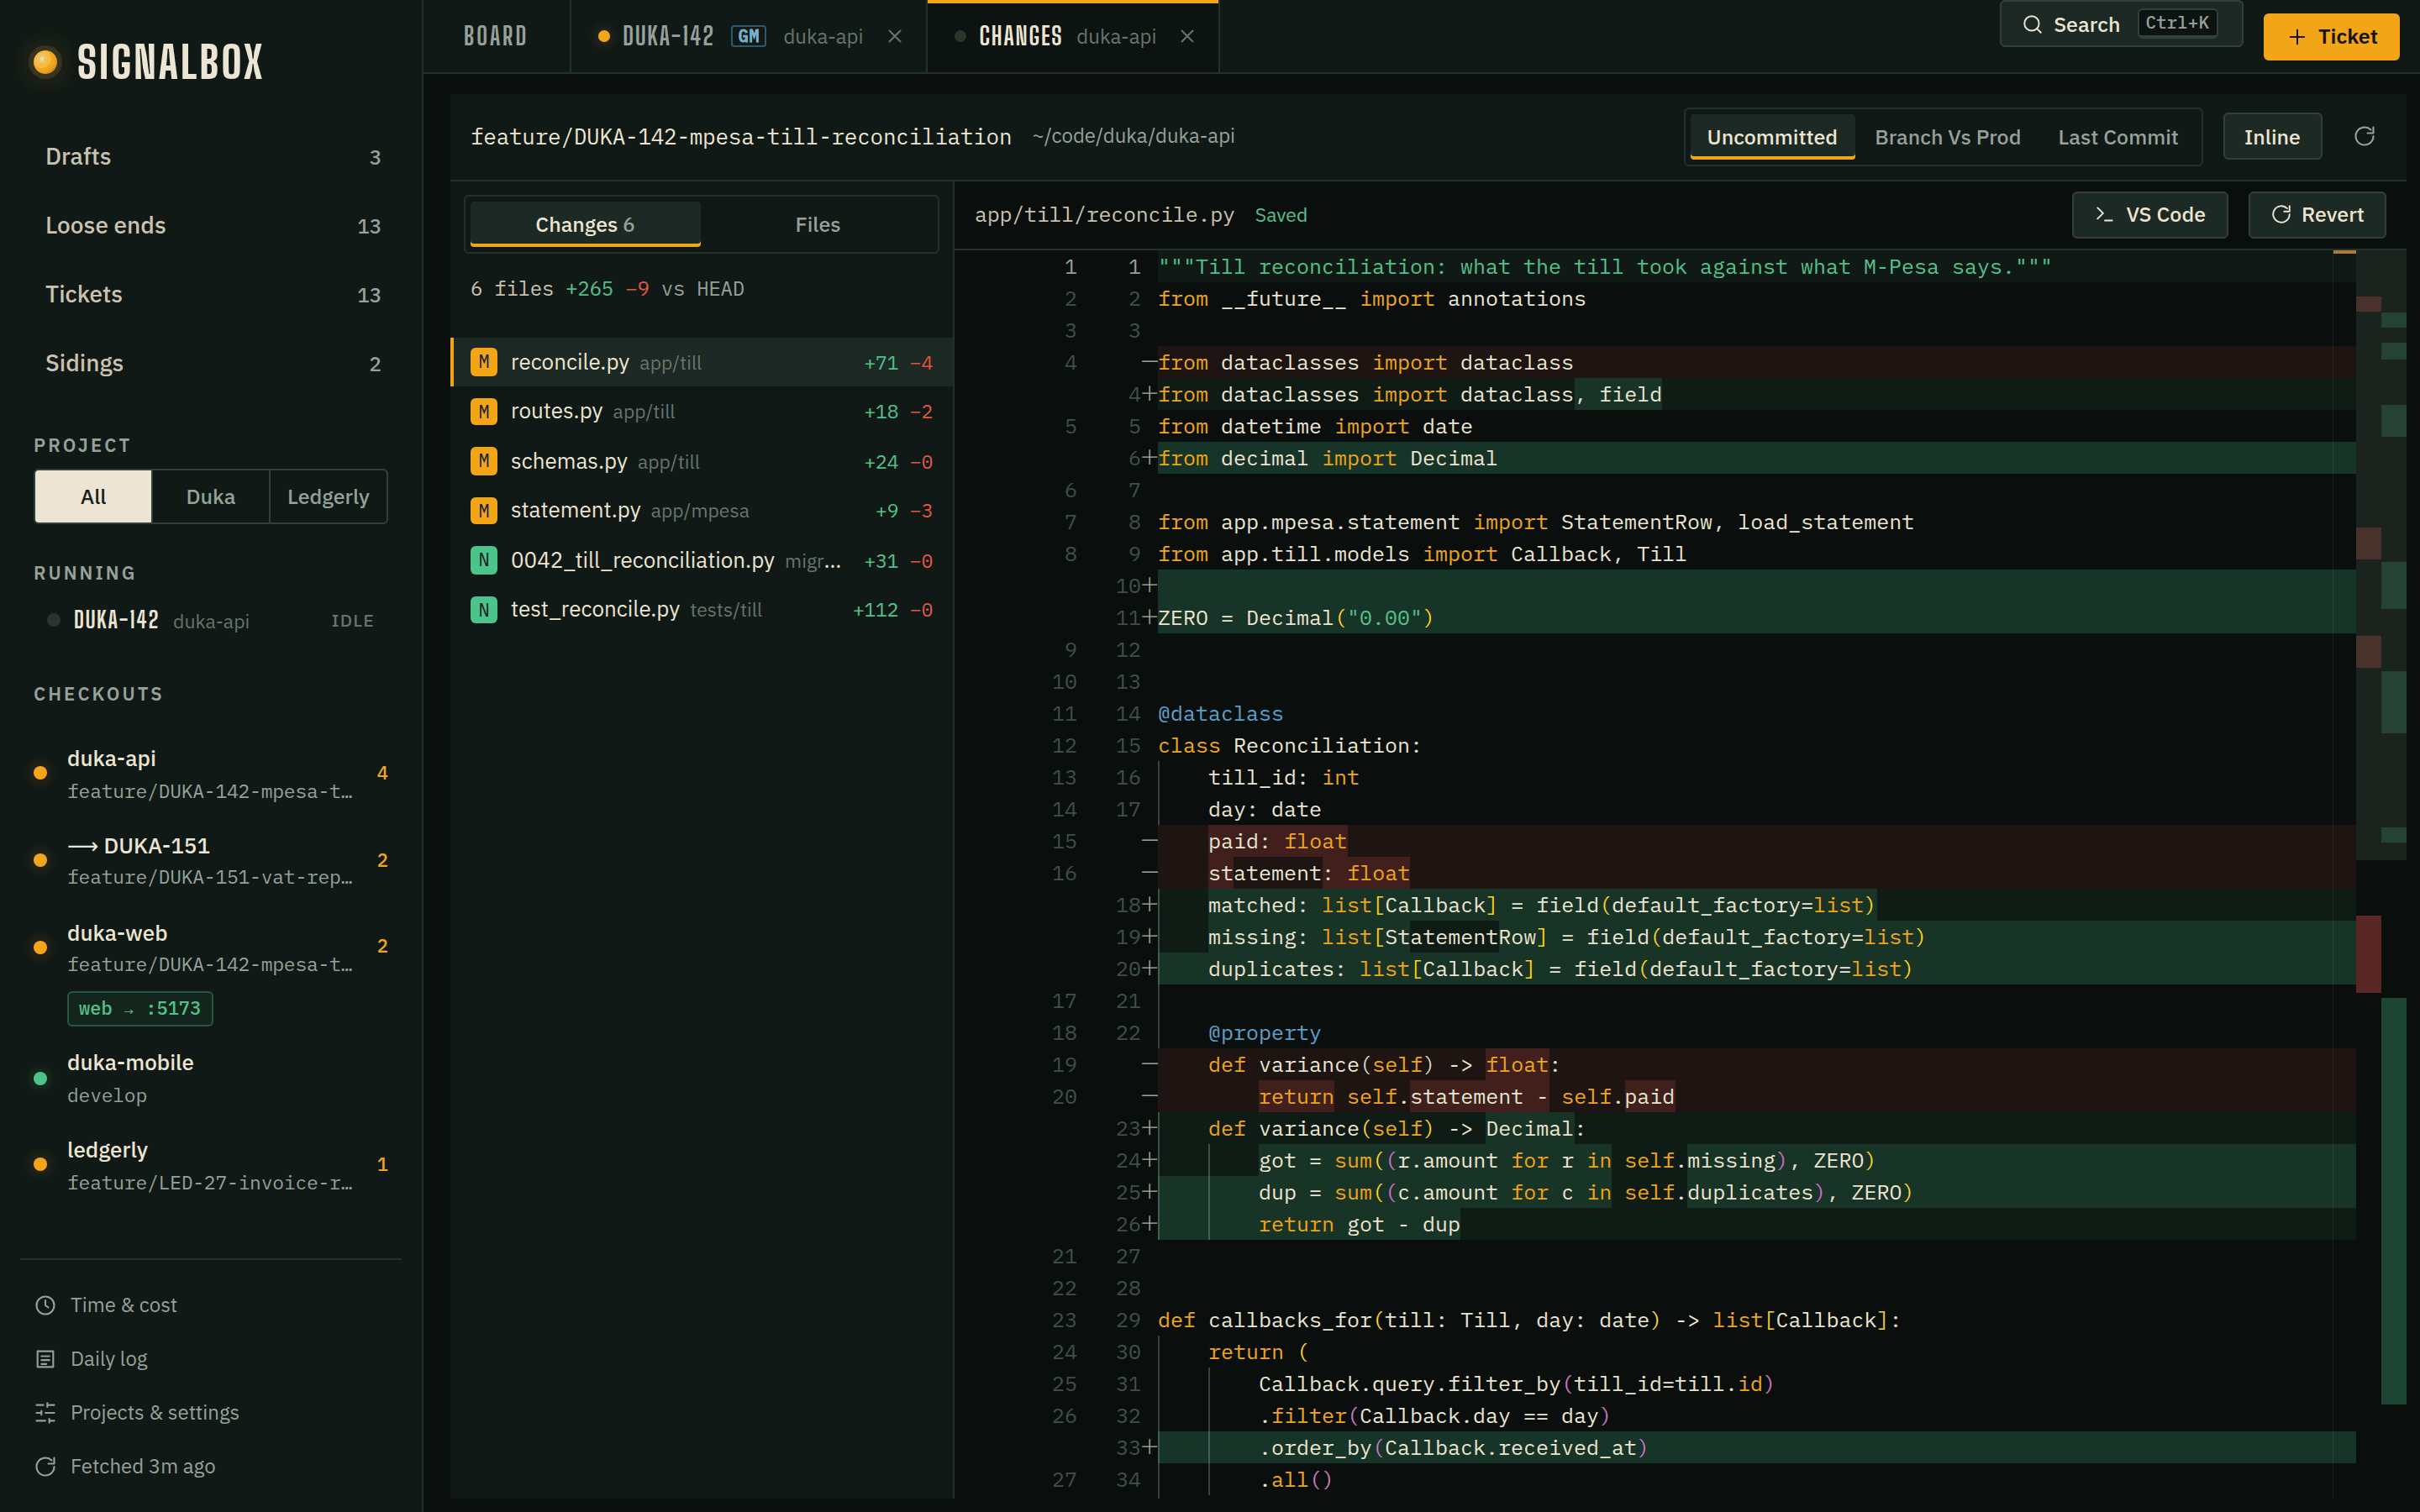 SIGNALBOX
Drafts 3
Loose ends 13
Tickets 13
Sidings 2
PROJECT
All Duka Ledgerly
RUNNING
DUKA-142 duka-api IDLE
CHECKOUTS
duka-api 4
feature/DUKA-142-mpesa-t…
⟶ DUKA-151 2
feature/DUKA-151-vat-rep…
duka-web 2
feature/DUKA-142-mpesa-t…
web → :5173
duka-mobile
develop
ledgerly 1
feature/LED-27-invoice-r…
Time & cost
Daily log
Projects & settings
Fetched 3m ago
BOARD DUKA-142 GM duka-api × CHANGES duka-api ×
Search Ctrl+K + Ticket
feature/DUKA-142-mpesa-till-reconciliation ~/code/duka/duka-api
Uncommitted Branch Vs Prod Last Commit Inline
Changes 6 Files
6 files +265 −9 vs HEAD
M reconcile.py app/till +71 −4
M routes.py app/till +18 −2
M schemas.py app/till +24 −0
M statement.py app/mpesa +9 −3
N 0042_till_reconciliation.py migr… +31 −0
N test_reconcile.py tests/till +112 −0
app/till/reconcile.py Saved VS Code Revert
1 1 """Till reconciliation: what the till took against what M-Pesa says."""
2 2 from __future__ import annotations
3 3
4 −from dataclasses import dataclass
4+from dataclasses import dataclass, field
5 5 from datetime import date
6+from decimal import Decimal
6 7
7 8 from app.mpesa.statement import StatementRow, load_statement
8 9 from app.till.models import Callback, Till
10+
11+ZERO = Decimal("0.00")
9 12
10 13
11 14 @dataclass
12 15 class Reconciliation:
13 16     till_id: int
14 17     day: date
15 −    paid: float
16 −    statement: float
18+    matched: list[Callback] = field(default_factory=list)
19+    missing: list[StatementRow] = field(default_factory=list)
20+    duplicates: list[Callback] = field(default_factory=list)
17 21
18 22     @property
19 −    def variance(self) -> float:
20 −        return self.statement - self.paid
23+    def variance(self) -> Decimal:
24+        got = sum((r.amount for r in self.missing), ZERO)
25+        dup = sum((c.amount for c in self.duplicates), ZERO)
26+        return got - dup
21 27
22 28
23 29 def callbacks_for(till: Till, day: date) -> list[Callback]:
24 30     return (
25 31         Callback.query.filter_by(till_id=till.id)
26 32         .filter(Callback.day == day)
33+        .order_by(Callback.received_at)
27 34         .all()